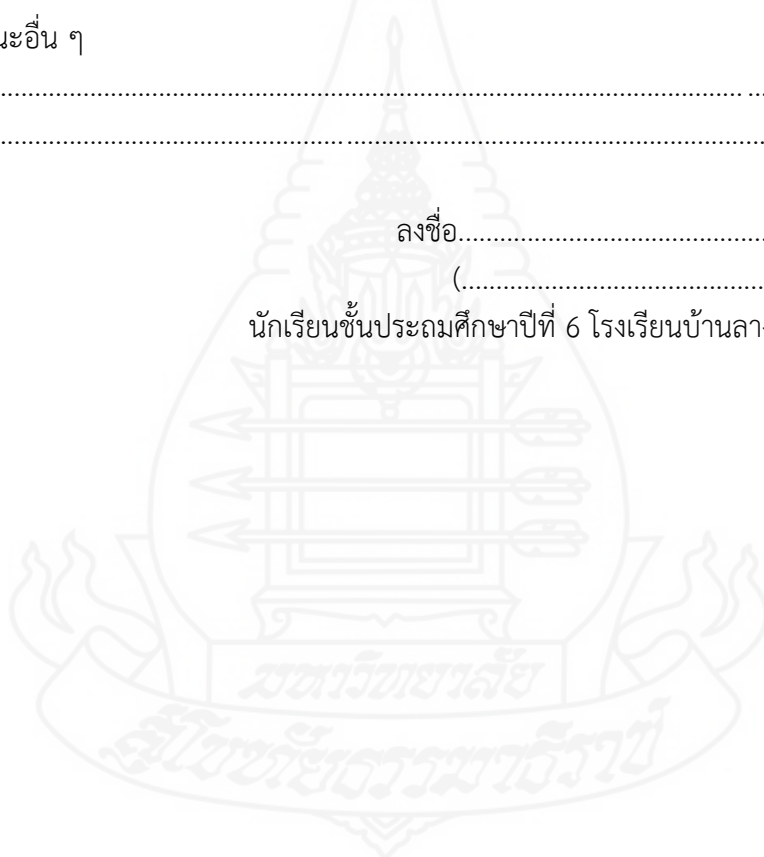 นะอื่น ๆ
........................................................................................................ ...
.................................................. ............................................................
ลงชื่อ............................................
(............................................
นักเรียนชั้นประถมศึกษาปีที่ 6 โรงเรียนบ้านลา
มหาวิทยาลัย
สุโขทัยธรรมาธิราช